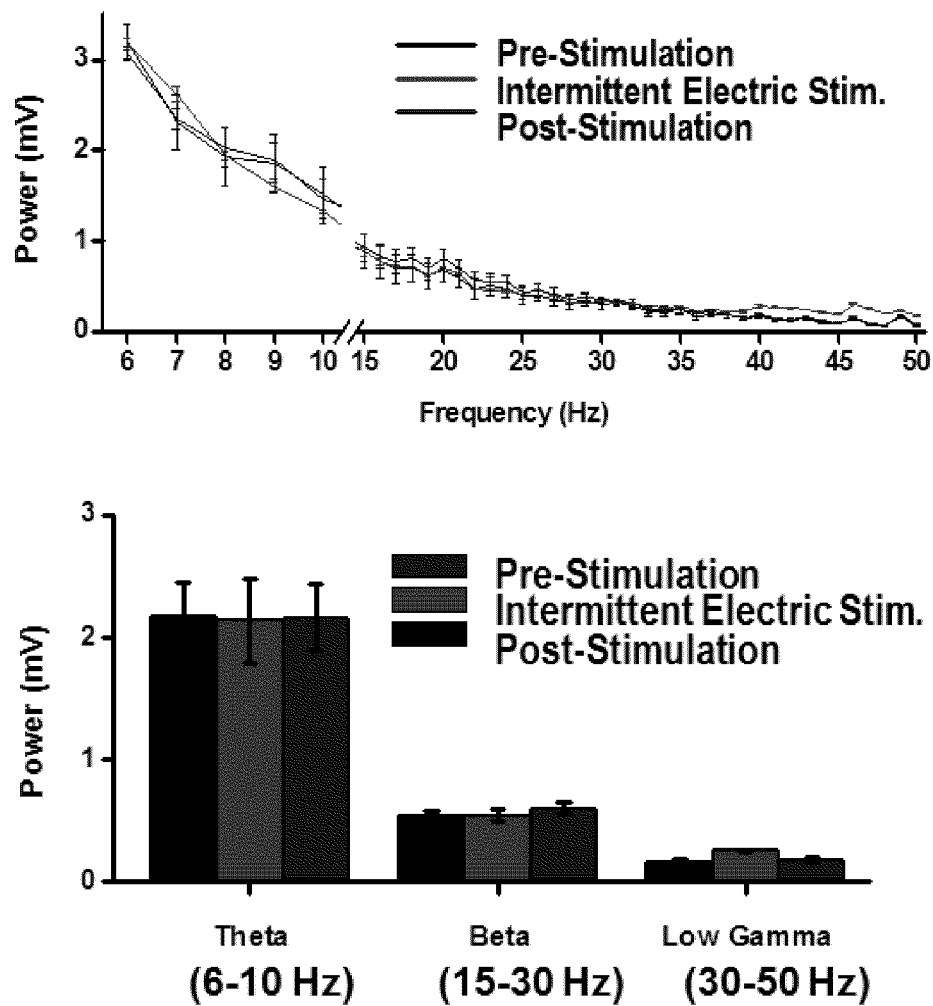 3
2
1
0
Power (mV)
Pre-Stimulation
Intermittent Electric Stim.
Post-Stimulation
6 7 8 9 10 15 20 25 30 35 40 45 50
Frequency (Hz)
3
2
1
0
Power (mV)
Pre-Stimulation
Intermittent Electric Stim.
Post-Stimulation
Theta Beta Low Gamma
(6-10 Hz) (15-30 Hz) (30-50 Hz)